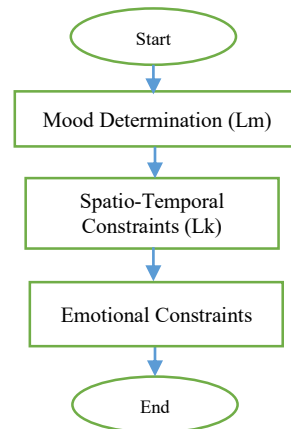 Start
Mood Determination (Lm)
Spatio-Temporal
Constraints (Lk)
Emotional Constraints
End